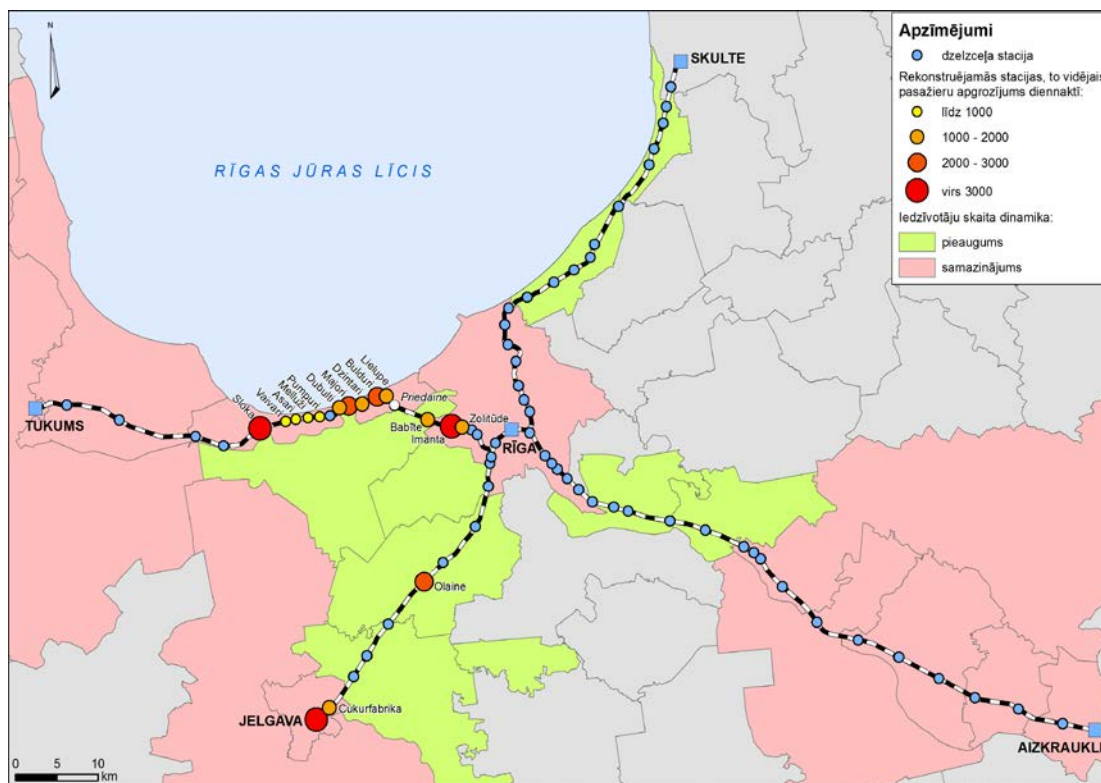 N
SKULTE
RĪGAS JŪRAS LĪCIS
Apzīmējumi
dzelzceļa stacija
Rekonstruējamās stacijas, to vidējais
pasažieru apgrozījums diennaktī:
līdz 1000
1000 - 2000
2000 - 3000
virs 3000
Iedzīvotāju skaita dinamika:
pieaugums
samazinājums
TUKUMS
Sloka
Vaivari
Asari
Melluži
Pumpuri
Dubulti
Majori
Dzintari
Bulduri
Lielupe
Priedaine
Babīte
Imanta
Zolitūde
RĪGA
Olaine
Cukurfabrika
JELGAVA
AIZKRAUKLE
0 5 10
km